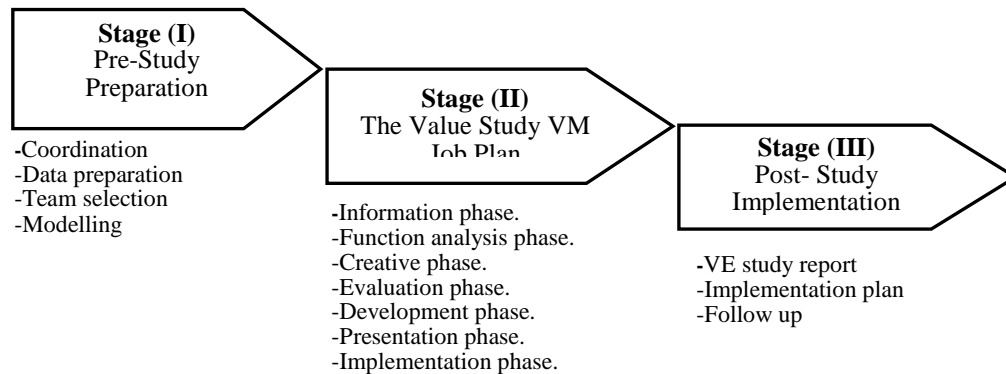 Stage (I)
Pre-Study
Preparation
-Coordination
-Data preparation
-Team selection
-Modelling
Stage (II)
The Value Study VM
Job Plan
-Information phase.
-Function analysis phase.
-Creative phase.
-Evaluation phase.
-Development phase.
-Presentation phase.
-Implementation phase.
Stage (III)
Post- Study
Implementation
-VE study report
-Implementation plan
-Follow up